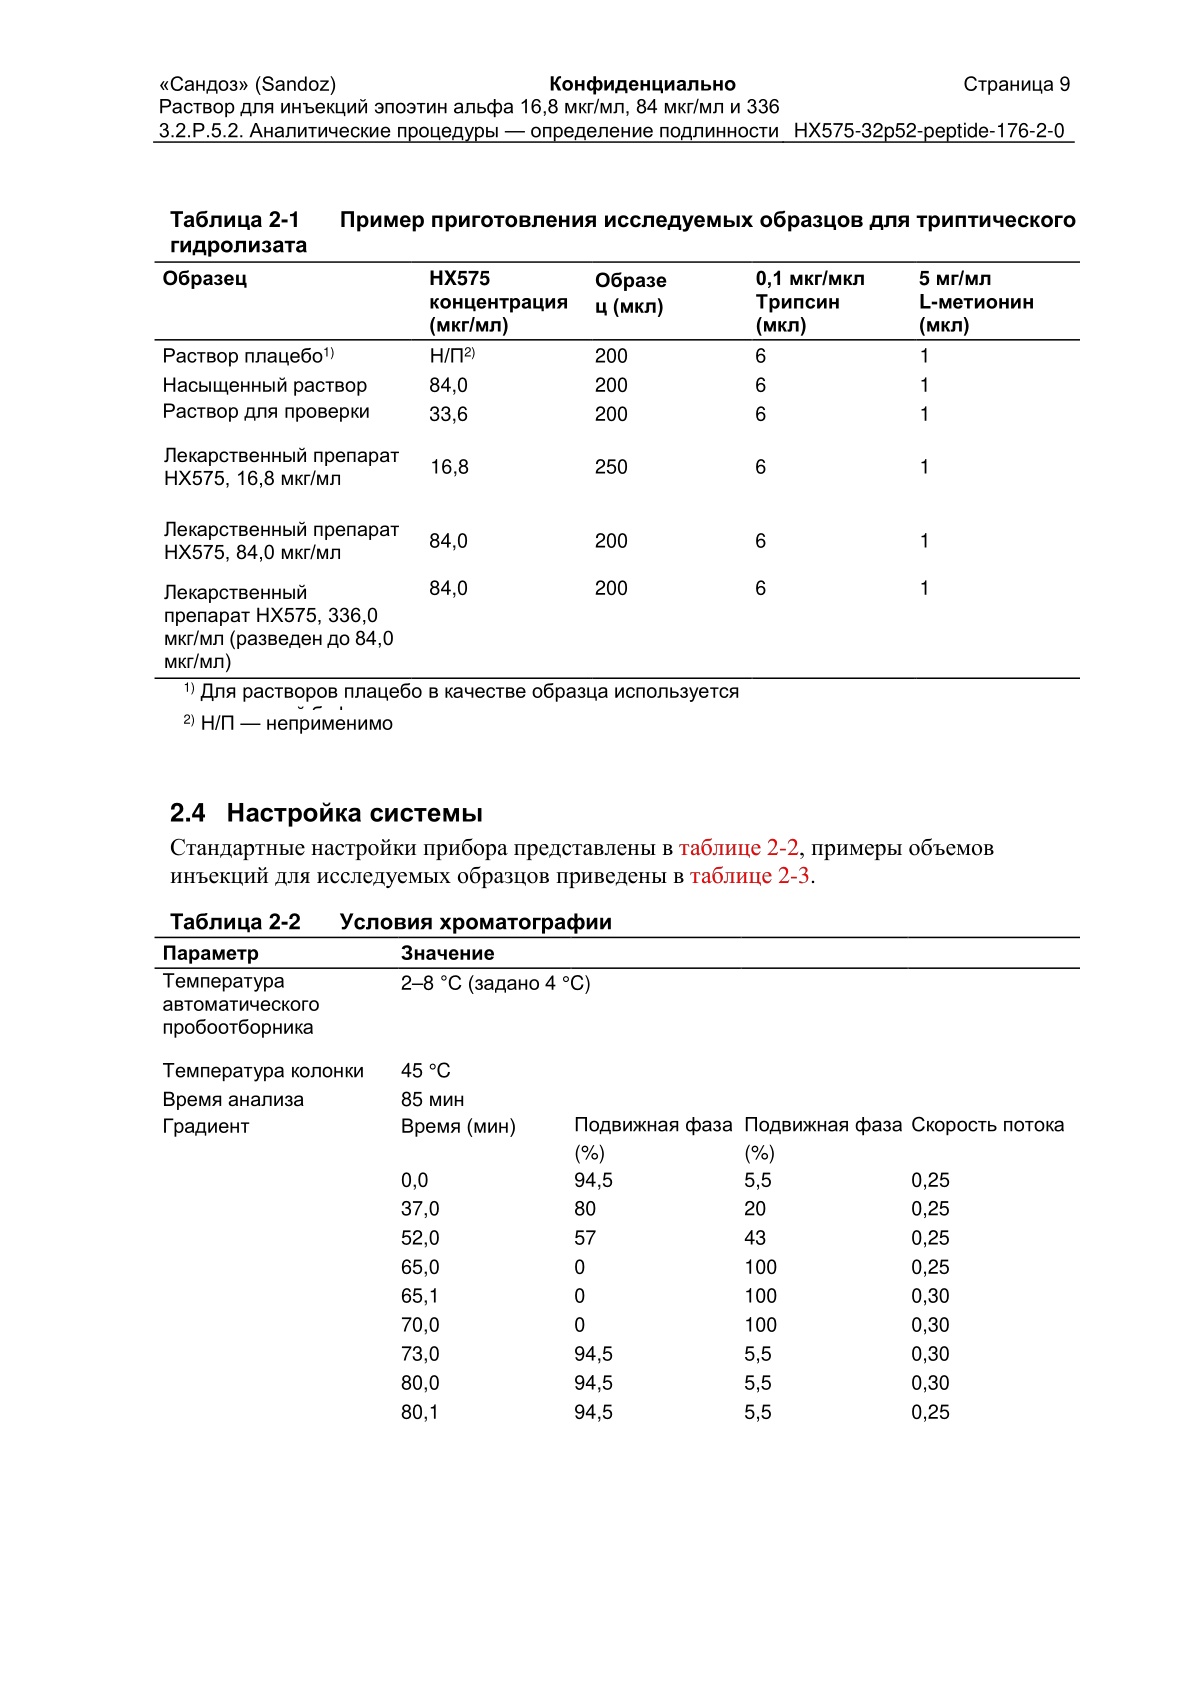 «Сандоз» (Sandoz) Конфиденциально Страница 9
Раствор для инъекций эпоэтин альфа 16,8 мкг/мл, 84 мкг/мл и 336
3.2.P.5.2. Аналитические процедуры — определение подлинности HX575-32p52-peptide-176-2-0
Таблица 2-1 Пример приготовления исследуемых образцов для триптического
гидролизата
Образец HX575 концентрация (мкг/мл) Образе ц (мкл) 0,1 мкг/мкл Трипсин (мкл) 5 мг/мл L-метионин (мкл)
Раствор плацебо1) Н/П2) 200 6 1
Насыщенный раствор 84,0 200 6 1
Раствор для проверки 33,6 200 6 1
Лекарственный препарат
HX575, 16,8 мкг/мл 16,8 250 6 1
Лекарственный препарат
HX575, 84,0 мкг/мл 84,0 200 6 1
Лекарственный 84,0 200 6 1
препарат HX575, 336,0
мкг/мл (разведен до 84,0
мкг/мл)
1) Для растворов плацебо в качестве образца используется
2) Н/П — неприменимо
2.4 Настройка системы
Стандартные настройки прибора представлены в таблице 2-2, примеры объемов
инъекций для исследуемых образцов приведены в таблице 2-3.
Таблица 2-2 Условия хроматографии
Параметр Значение
Температура 2–8 °C (задано 4 °C)
автоматического
пробоотборника
Температура колонки 45 °C
Время анализа 85 мин
Градиент Время (мин) Подвижная фаза (%) Подвижная фаза (%) Скорость потока
0,0 94,5 5,5 0,25
37,0 80 20 0,25
52,0 57 43 0,25
65,0 0 100 0,25
65,1 0 100 0,30
70,0 0 100 0,30
73,0 94,5 5,5 0,30
80,0 94,5 5,5 0,30
80,1 94,5 5,5 0,25